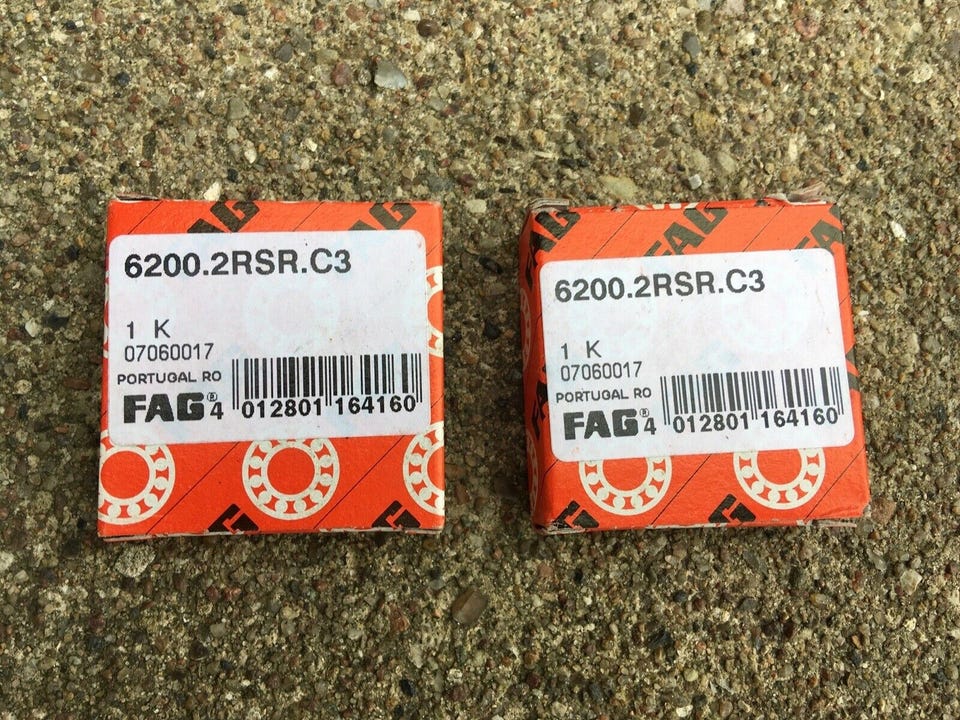 FAG FAG
6200.2RSR.C3
1 K
07060017
PORTUGAL RO
FAG® 4 012801 164160
FAG FAG
6200.2RSR.C3
1 K
07060017
PORTUGAL RO
FAG® 4 012801 164160